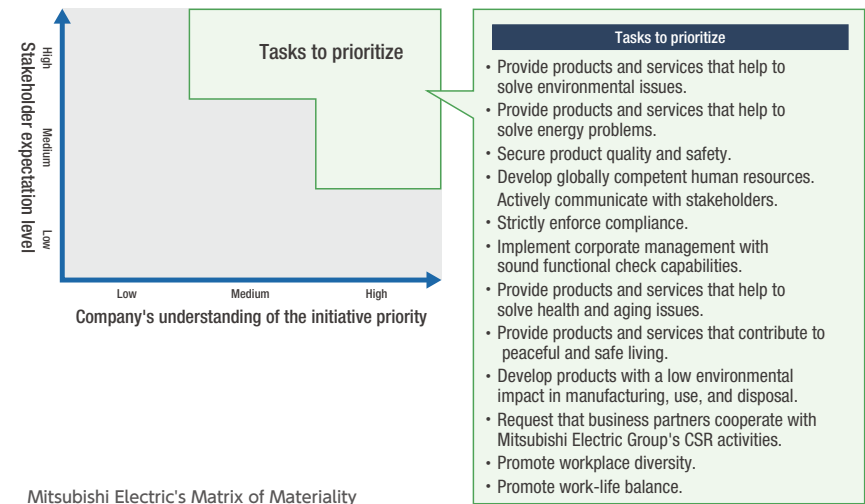 Stakeholder expectation level
High
Medium
Low
Tasks to prioritize
Low
Medium
High
Company's understanding of the initiative priority
Tasks to prioritize
• Provide products and services that help to
solve environmental issues.
• Provide products and services that help to
solve energy problems.
• Secure product quality and safety.
• Develop globally competent human resources.
Actively communicate with stakeholders.
• Strictly enforce compliance.
• Implement corporate management with
sound functional check capabilities.
• Provide products and services that help to
solve health and aging issues.
• Provide products and services that contribute to
peaceful and safe living.
• Develop products with a low environmental
impact in manufacturing, use, and disposal.
• Request that business partners cooperate with
Mitsubishi Electric Group's CSR activities.
• Promote workplace diversity.
• Promote work-life balance.
Mitsubishi Electric's Matrix of Materiality